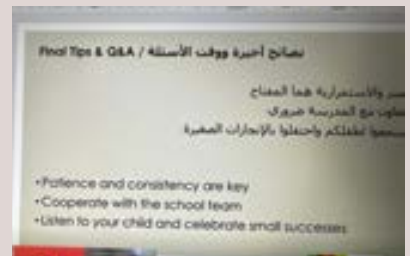 Final Tips & Q&A / نصائح أخيرة ووقت الأسئلة
والاستمرارية هما المفتاح
مع المدرسة ضروري
لطفلكم واحتفلوا بالإنجازات الصغيرة
•Patience and consistency are key
•Cooperate with the school team
•Listen to your child and celebrate small successes